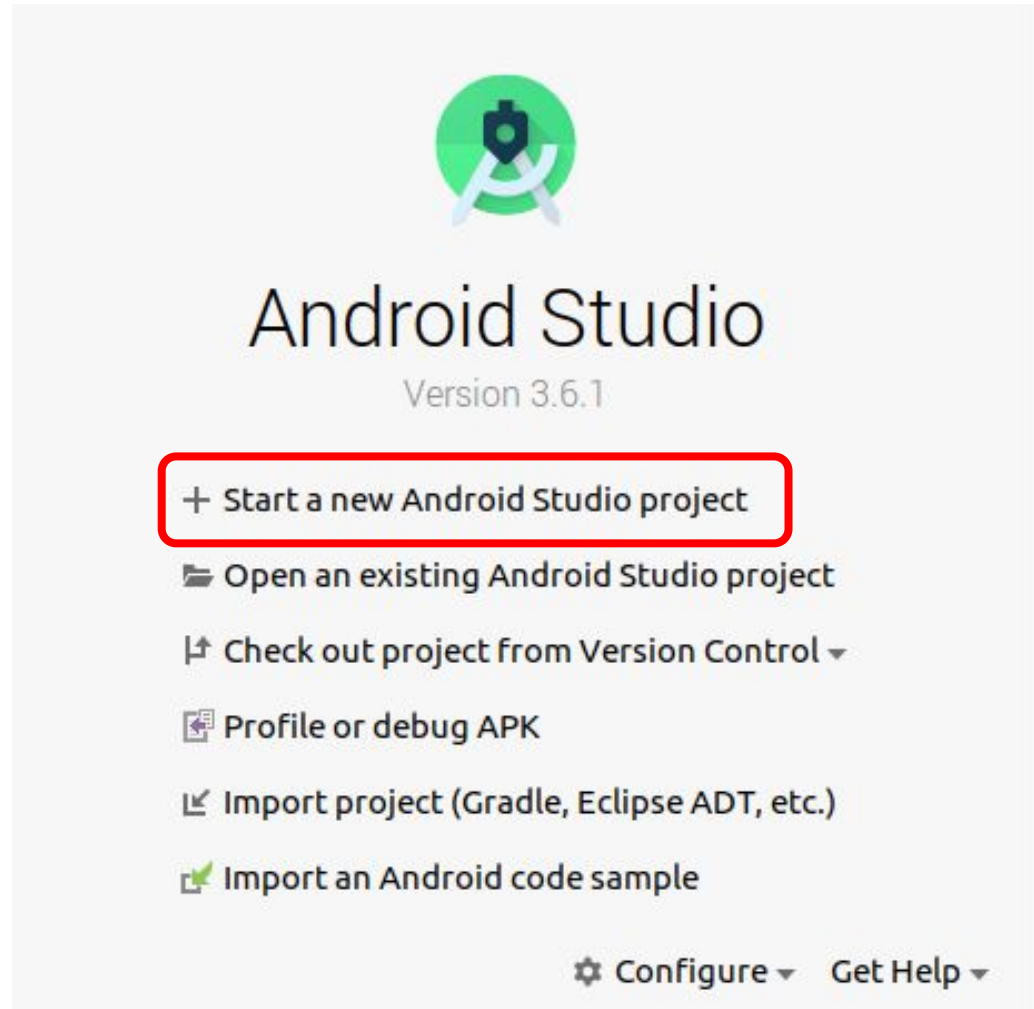 Android Studio
Version 3.6.1
Start a new Android Studio project
Open an existing Android Studio project
Check out project from Version Control
Profile or debug APK
Import project (Gradle, Eclipse ADT, etc.)
Import an Android code sample
Configure Get Help